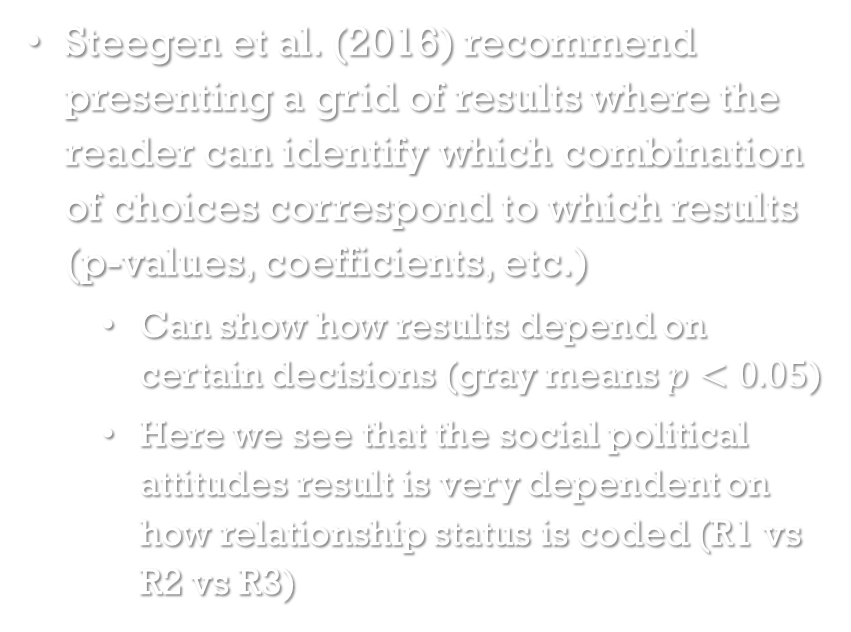 • Steegen et al. (2016) recommend
presenting a grid of results where the
reader can identify which combination
of choices correspond to which results
(p-values, coefficients, etc.)
• Can show how results depend on
certain decisions (gray means p < 0.05)
• Here we see that the social political
attitudes result is very dependent on
how relationship status is coded (R1 vs
R2 vs R3)